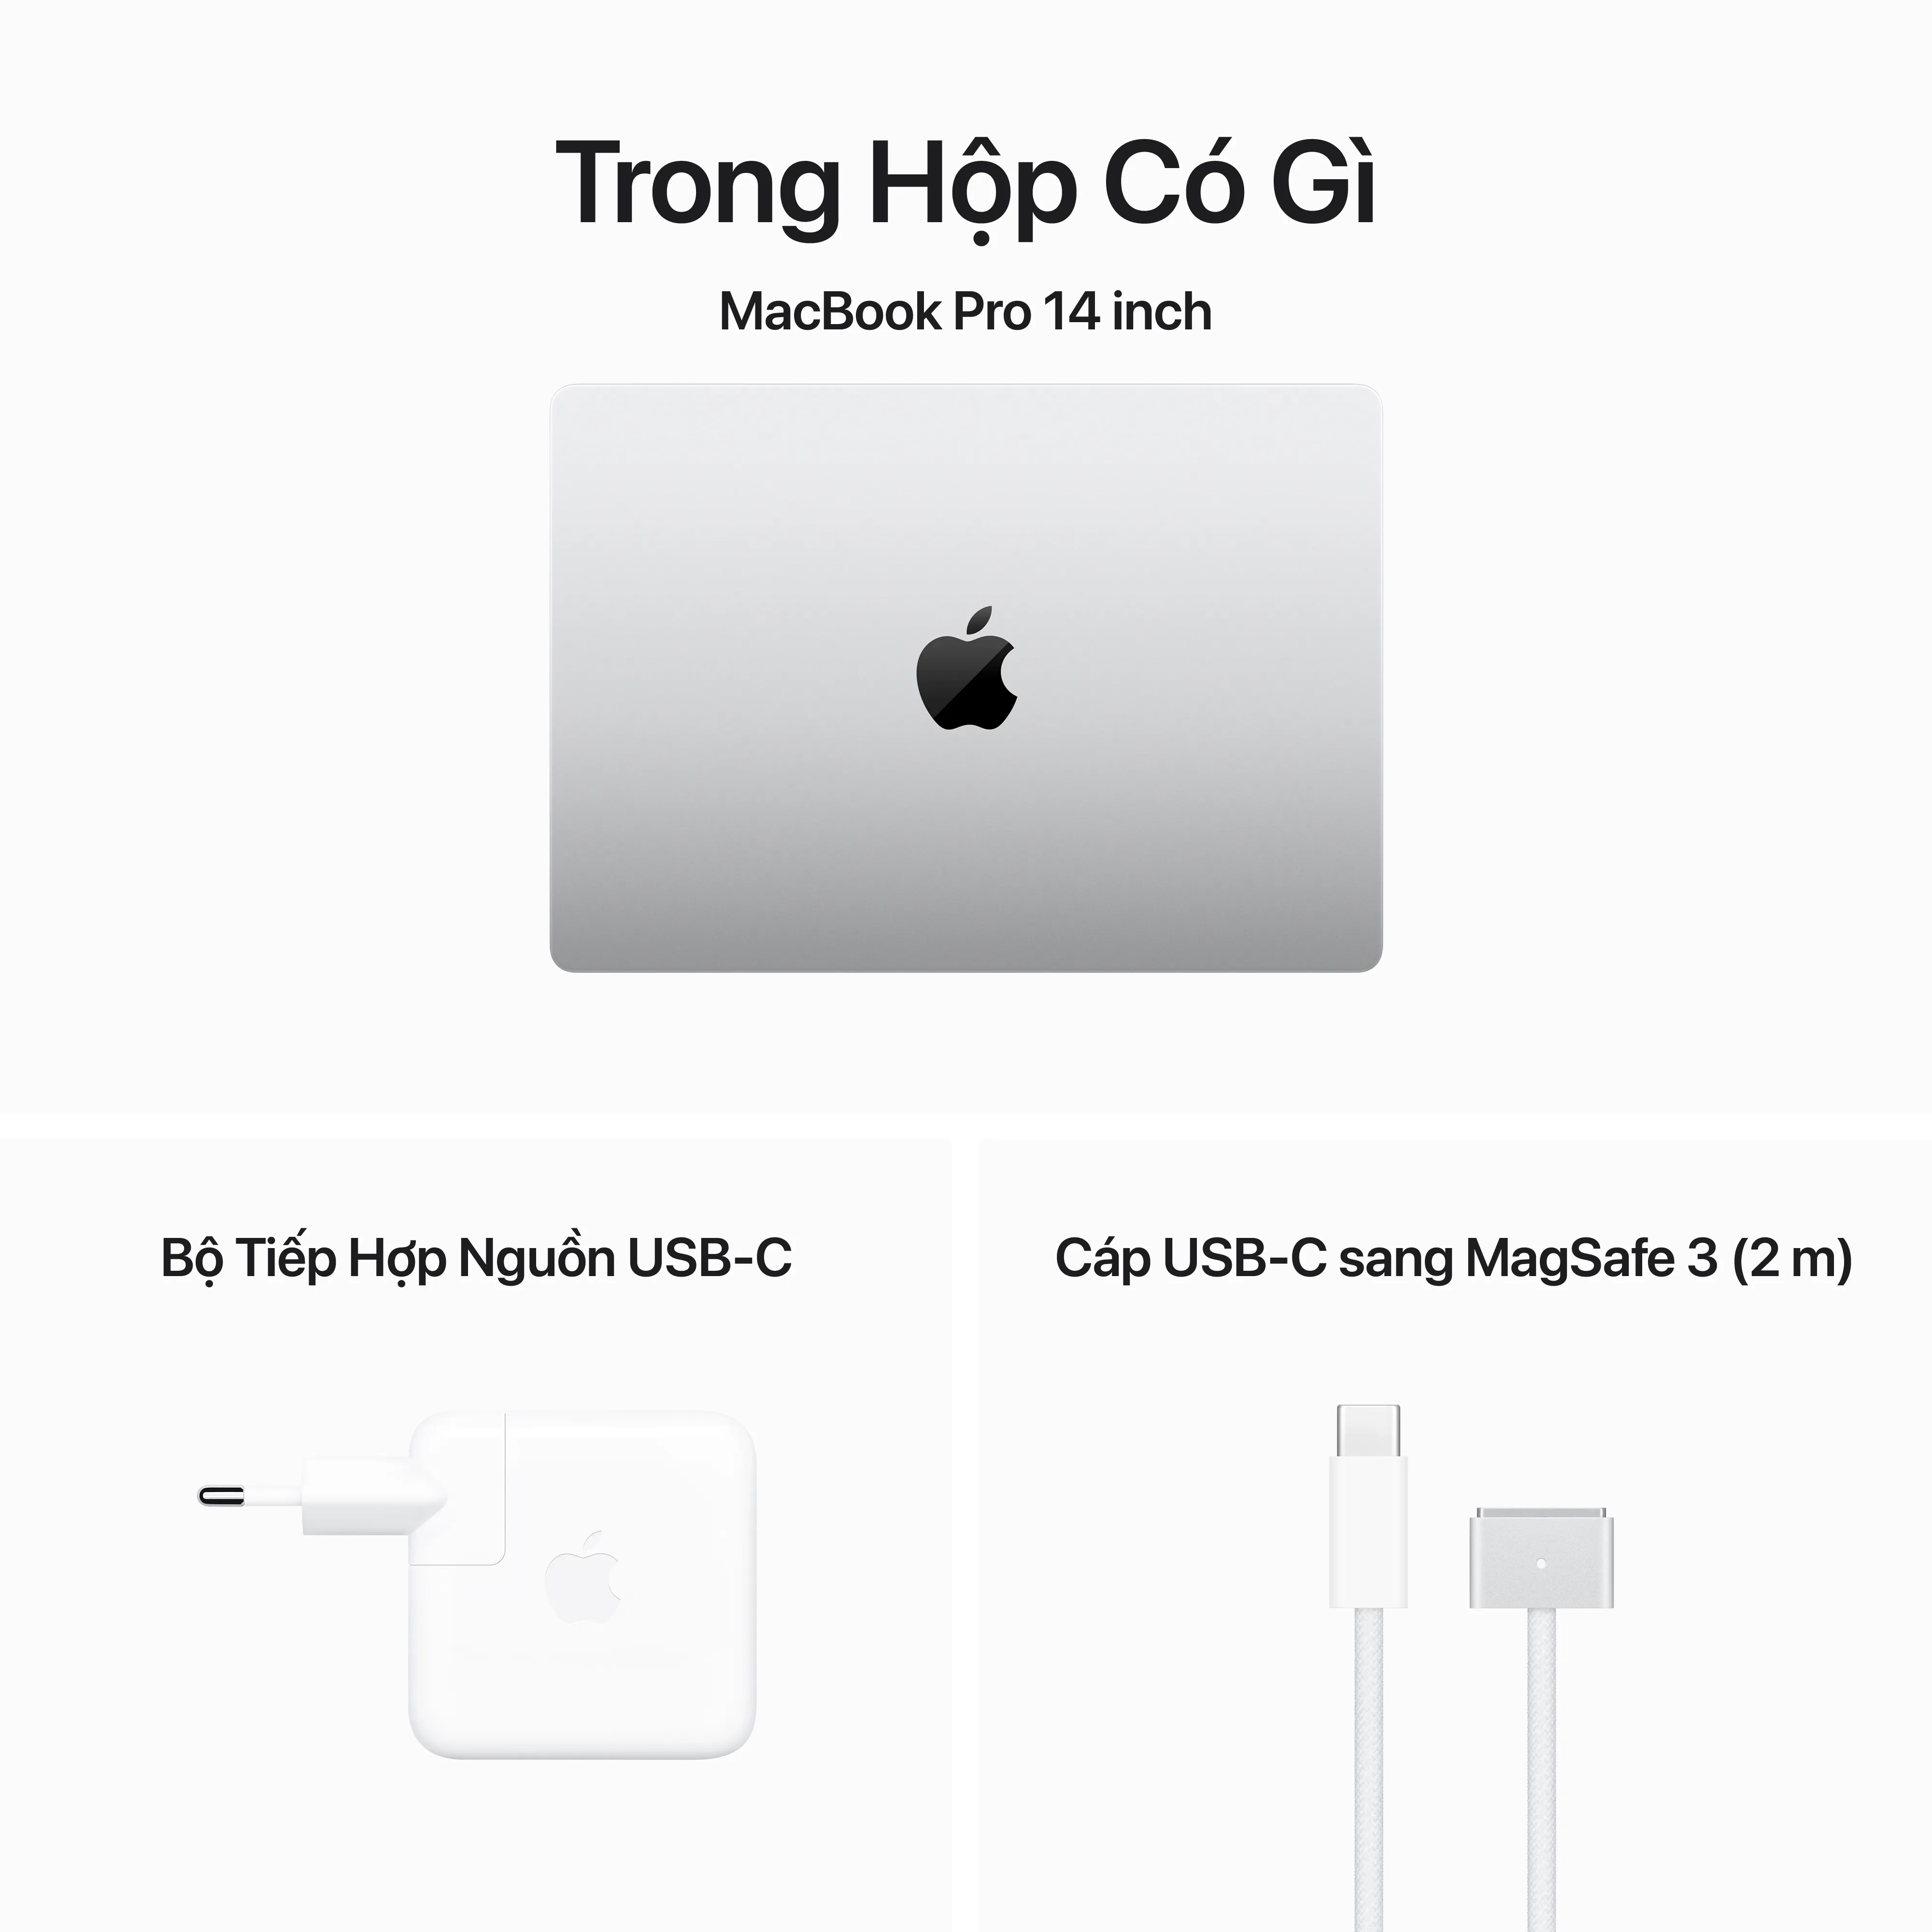 Trong Hộp Có Gì
MacBook Pro 14 inch
Bộ Tiếp Hợp Nguồn USB-C
Cáp USB-C sang MagSafe 3 (2 m)